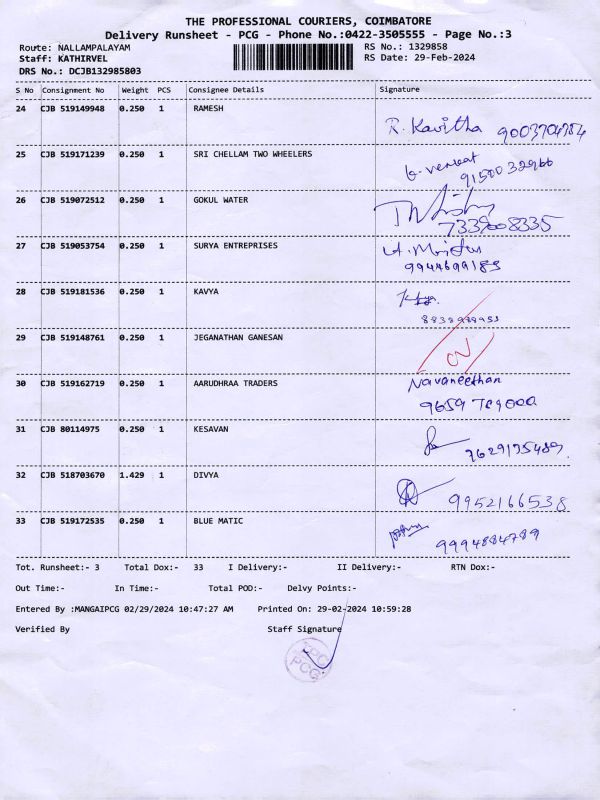 THE PROFESSIONAL COURIERS, COIMBATORE
Delivery Runsheet - PCG - Phone No.:0422-3505555 - Page No.:3
Route: NALLAMPALAYAM RS No.: 1329858
Staff: KATHIRVEL RS Date: 29-Feb-2024
DRS No.: DCJB132985803
S No Consignment No Weight PCS Consignee Details Signature
24 CJB 519149948 0.250 1 RAMESH
R. Kavitha 9003704784
25 CJB 519171239 0.250 1 SRI CHELLAM TWO WHEELERS
G. venkat
9150032966
26 CJB 519072512 0.250 1 GOKUL WATER
7339008335
27 CJB 519053754 0.250 1 SURYA ENTREPRISES
9944699189
28 CJB 519181536 0.250 1 KAVYA
29 CJB 519148761 0.250 1 JEGANATHAN GANESAN
30 CJB 519162719 0.250 1 AARUDHRAA TRADERS Navaneethan
9659
31 CJB 80114975 0.250 1 KESAVAN
7629135489.
32 CJB 518703670 1.429 1 DIVYA
9952166538
33 CJB 519172535 0.250 1 BLUE MATIC
9994884789
Tot. Runsheet:- 3 Total Dox:- 33 I Delivery:- II Delivery:- RTN Dox:-
Out Time:- In Time:- Total POD:- Delvy Points:-
Entered By :MANGAIPCG 02/29/2024 10:47:27 AM Printed On: 29-02-2024 10:59:28
Verified By Staff Signature
PCG